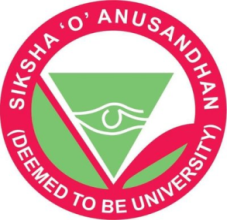 SIKSHA 'O' ANUSANDHAN
(DEEMED TO BE UNIVERSITY)